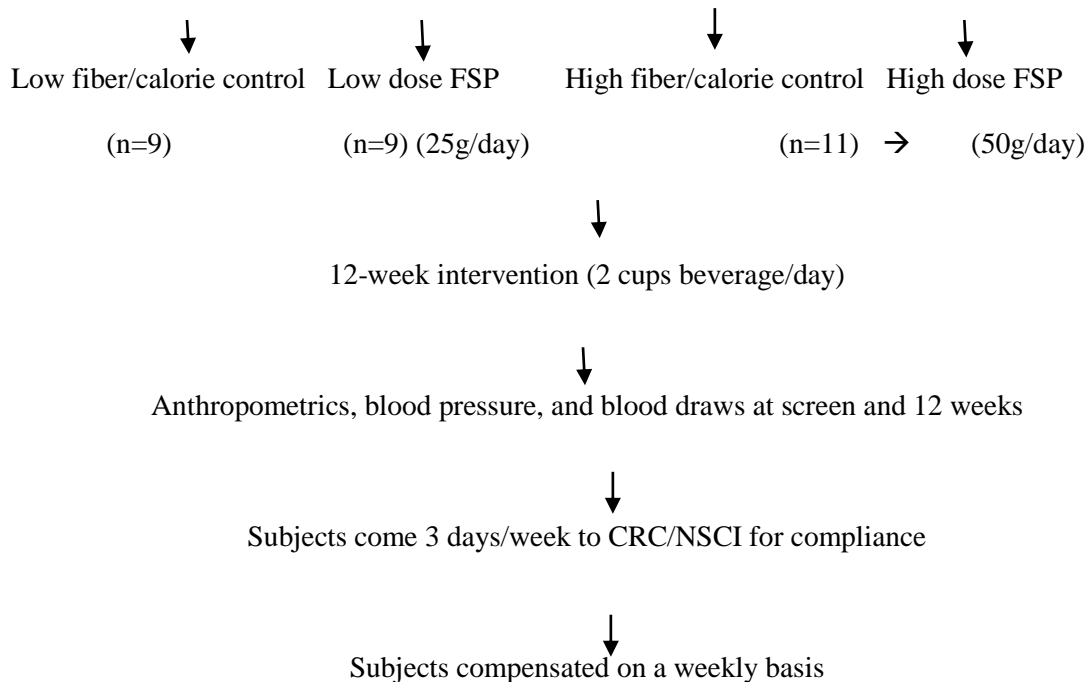 Low fiber/calorie control Low dose FSP High fiber/calorie control High dose FSP
(n=9) (n=9) (25g/day) (n=11) → (50g/day)
12-week intervention (2 cups beverage/day)
Anthropometrics, blood pressure, and blood draws at screen and 12 weeks
Subjects come 3 days/week to CRC/NSCI for compliance
Subjects compensated on a weekly basis